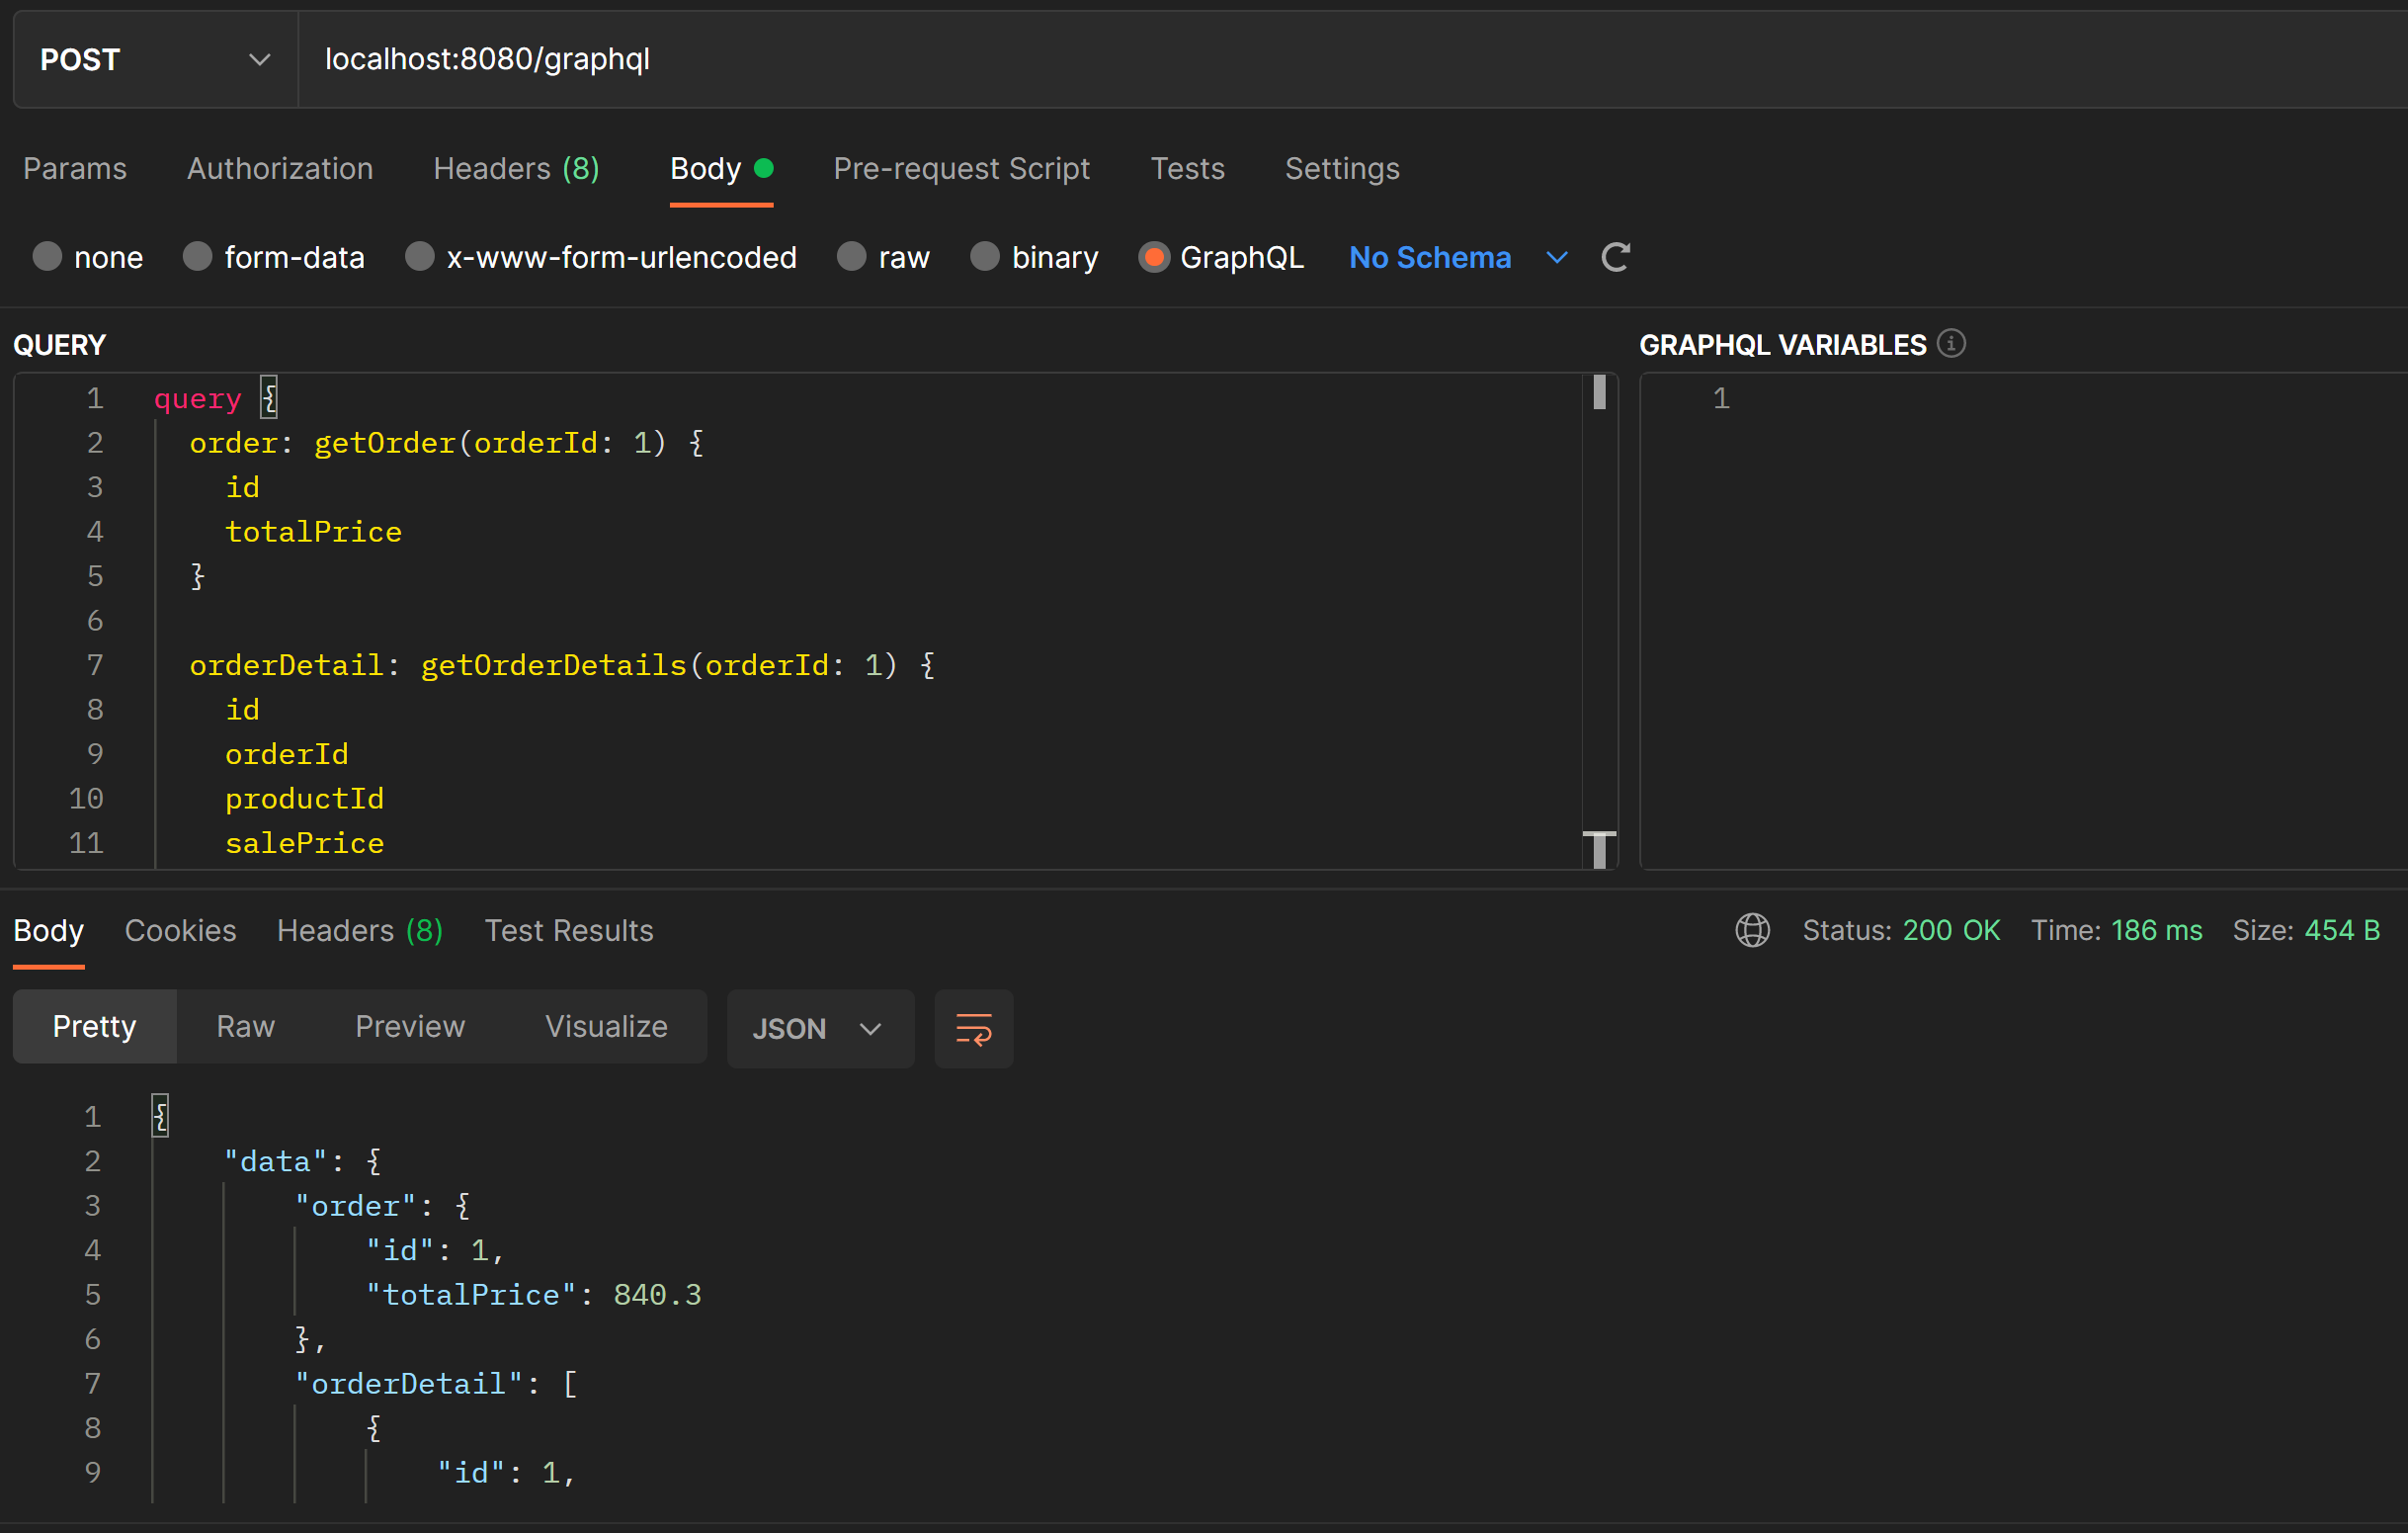 POST localhost:8080/graphql
Params Authorization Headers (8) Body Pre-request Script Tests Settings
none form-data x-www-form-urlencoded raw binary GraphQL No Schema
QUERY
1 query {
2 order: getOrder(orderId: 1) {
3 id
4 totalPrice
5 }
6
7 orderDetail: getOrderDetails(orderId: 1) {
8 id
9 orderId
10 productId
11 salePrice
GRAPHQL VARIABLES
1
Body Cookies Headers (8) Test Results Status: 200 OK Time: 186 ms Size: 454 B
Pretty Raw Preview Visualize JSON
1 {
2 "data": {
3 "order": {
4 "id": 1,
5 "totalPrice": 840.3
6 },
7 "orderDetail": [
8 {
9 "id": 1,